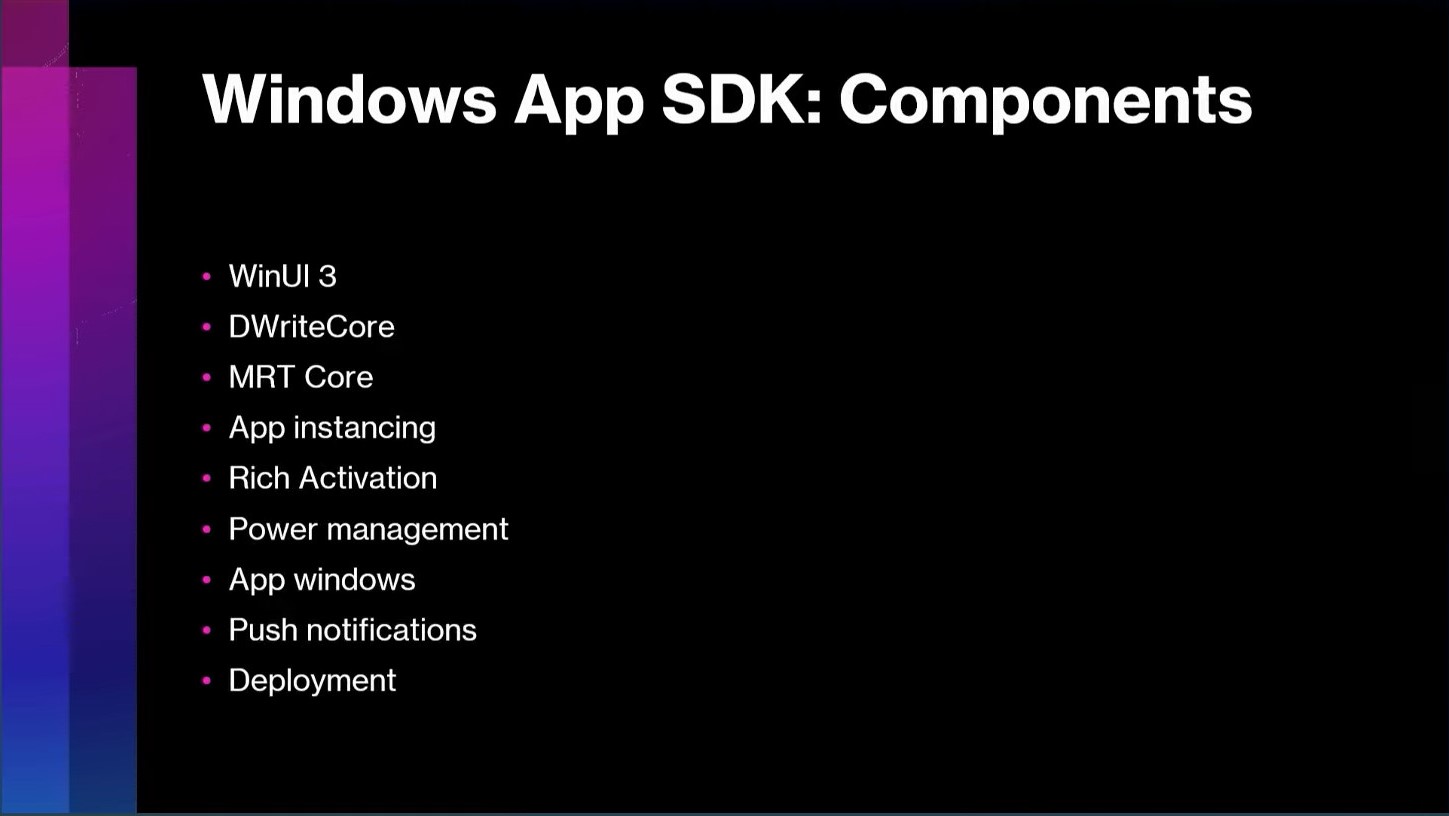 Windows App SDK: Components
• WinUI 3
• DWriteCore
• MRT Core
• App instancing
• Rich Activation
• Power management
• App windows
• Push notifications
• Deployment